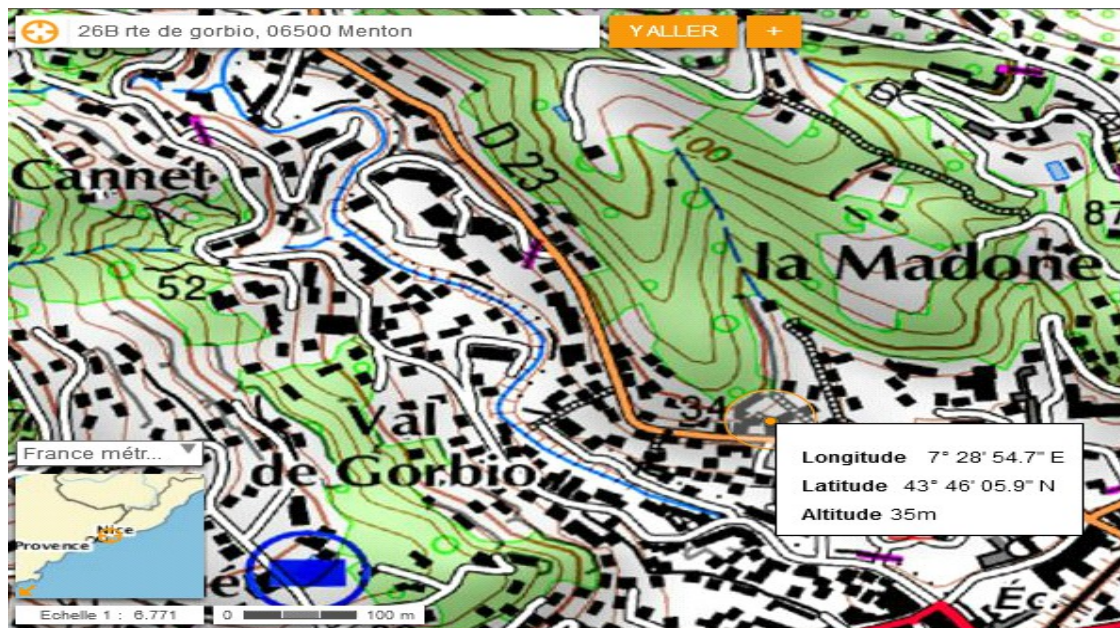 26B rte de gorbio, 06500 Menton
Y ALLER
+
Cannet
D 23
100
la Madone
52
34
Val
de Gorbio
Longitude 7° 28' 54.7" E
Latitude 43° 46' 05.9" N
Altitude 35m
France métr...
Nice
Provence
Éc.
Echelle 1 : 6.771
0 100 m